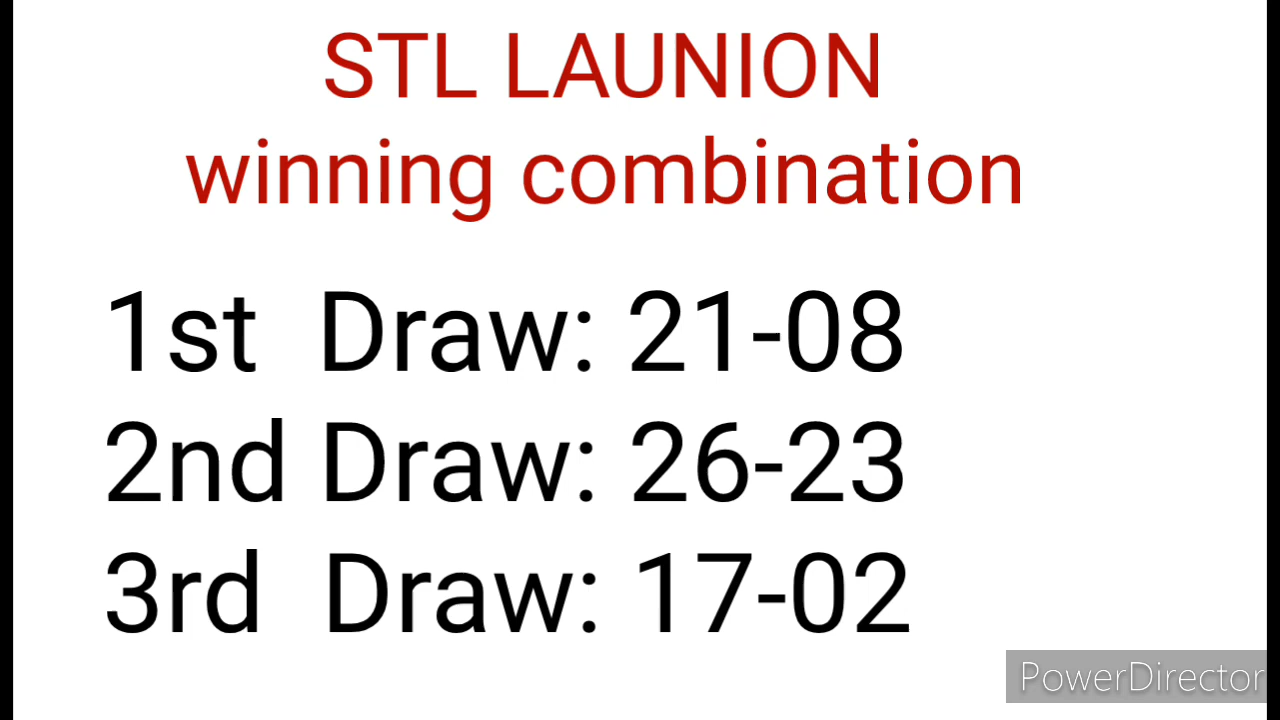 STL LAUNION
winning combination
1st Draw: 21-08
2nd Draw: 26-23
3rd Draw: 17-02
PowerDirector